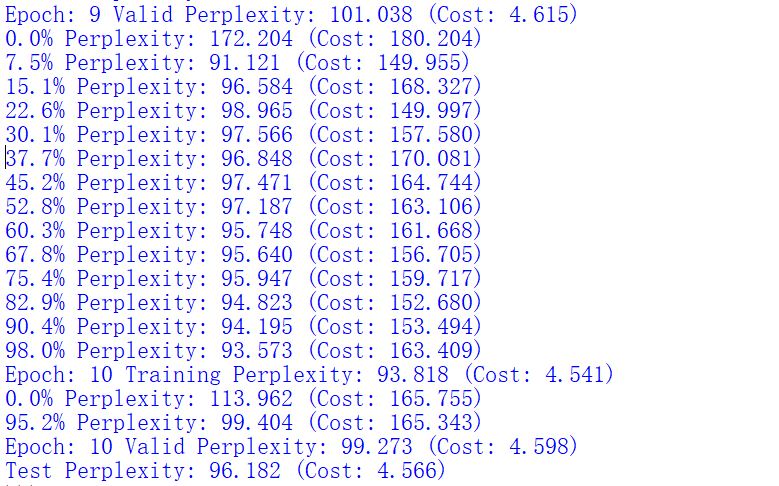 Epoch: 9 Valid Perplexity: 101.038 (Cost: 4.615)
0.0% Perplexity: 172.204 (Cost: 180.204)
7.5% Perplexity: 91.121 (Cost: 149.955)
15.1% Perplexity: 96.584 (Cost: 168.327)
22.6% Perplexity: 98.965 (Cost: 149.997)
30.1% Perplexity: 97.566 (Cost: 157.580)
37.7% Perplexity: 96.848 (Cost: 170.081)
45.2% Perplexity: 97.471 (Cost: 164.744)
52.8% Perplexity: 97.187 (Cost: 163.106)
60.3% Perplexity: 95.748 (Cost: 161.668)
67.8% Perplexity: 95.640 (Cost: 156.705)
75.4% Perplexity: 95.947 (Cost: 159.717)
82.9% Perplexity: 94.823 (Cost: 152.680)
90.4% Perplexity: 94.195 (Cost: 153.494)
98.0% Perplexity: 93.573 (Cost: 163.409)
Epoch: 10 Training Perplexity: 93.818 (Cost: 4.541)
0.0% Perplexity: 113.962 (Cost: 165.755)
95.2% Perplexity: 99.404 (Cost: 165.343)
Epoch: 10 Valid Perplexity: 99.273 (Cost: 4.598)
Test Perplexity: 96.182 (Cost: 4.566)